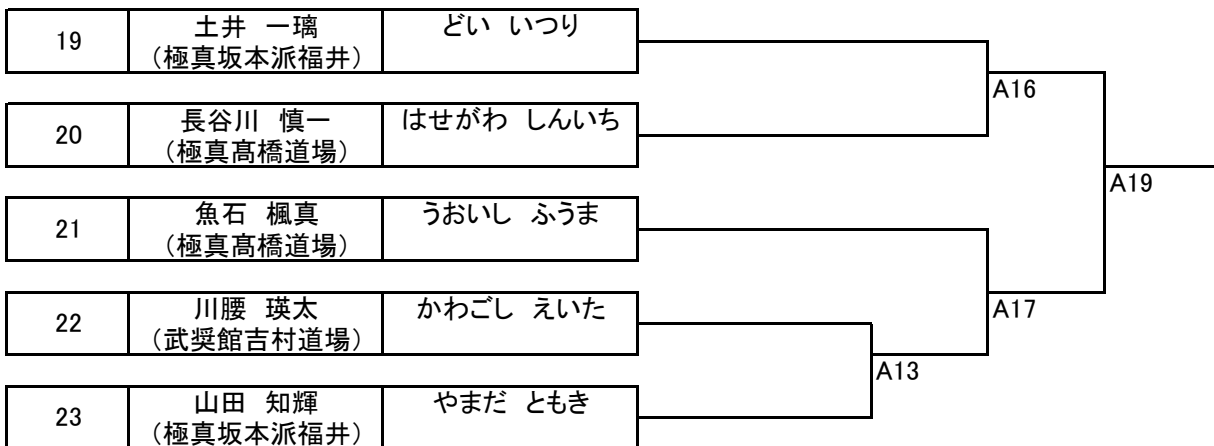 19 土井 一璃 どい いつり
（極真坂本派福井）
A16
20 長谷川 慎一 はせがわ しんいち
（極真髙橋道場）
A19
21 魚石 楓真 うおいし ふうま
（極真髙橋道場）
22 川腰 瑛太 かわごし えいた
（武奨館吉村道場）
A17
A13
23 山田 知輝 やまだ ともき
（極真坂本派福井）